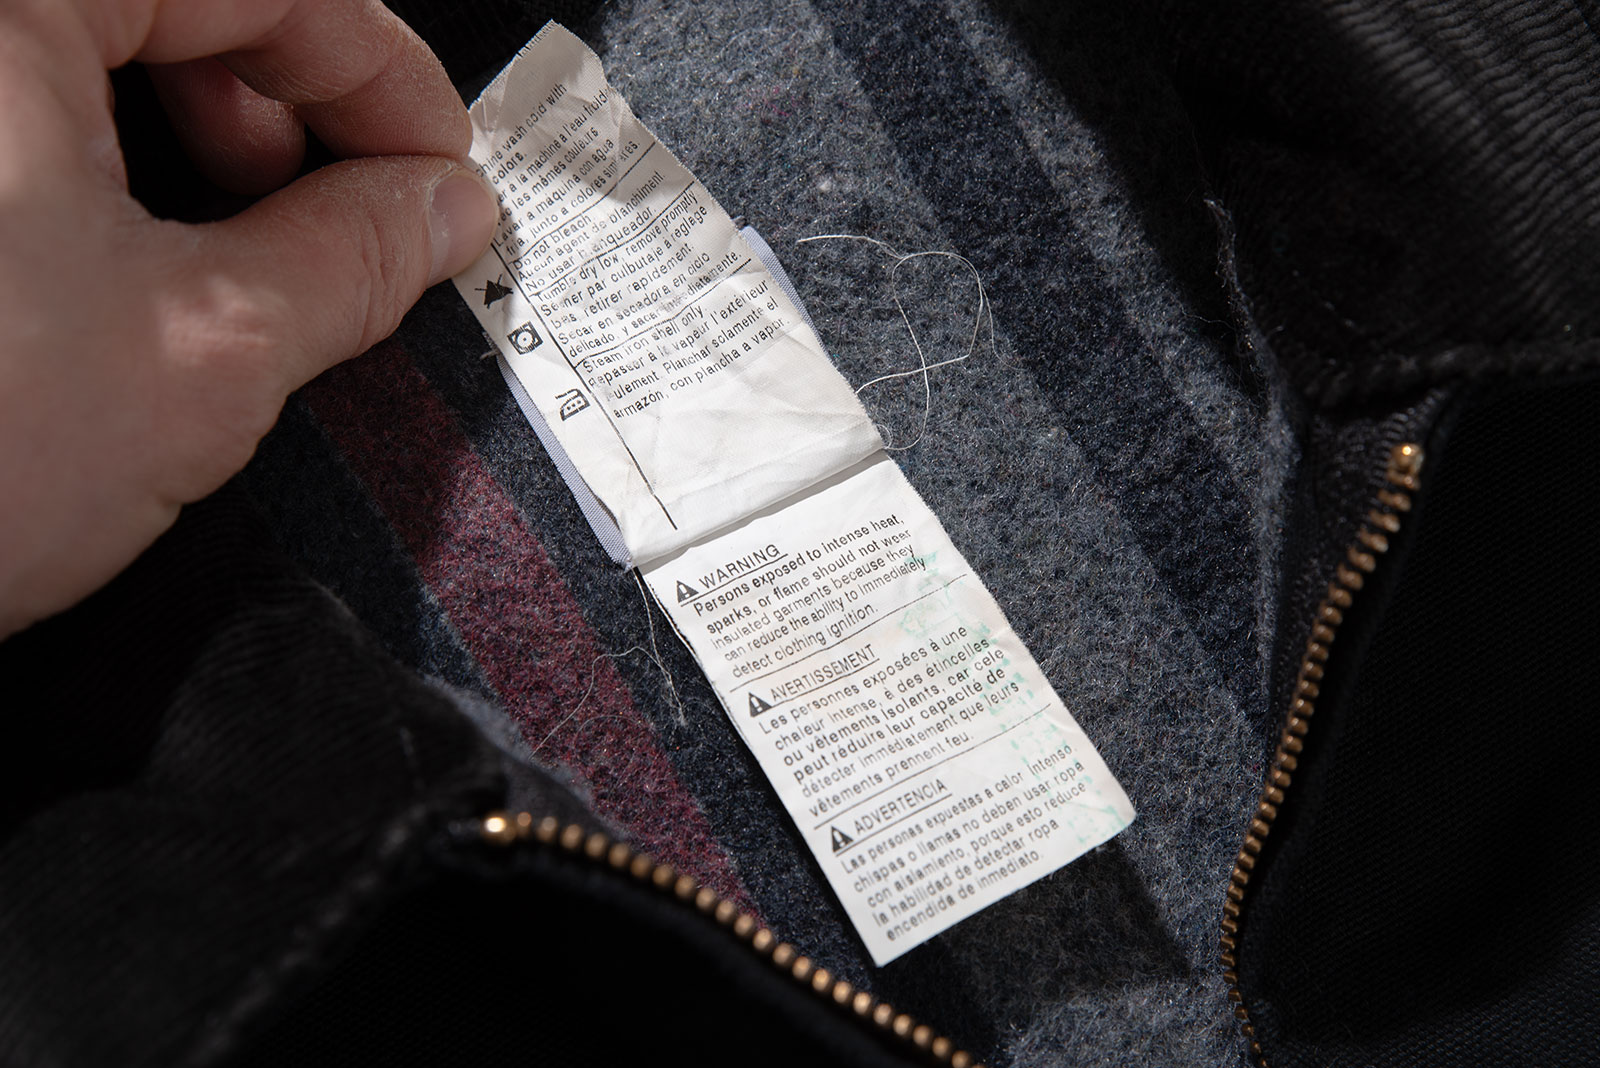 wash cold with
colors.
à la machine à l'eau froide
les mêmes couleurs
Lavar a maquina con agua
fria, junto a colores similares.
Do not bleach.
Aucun agent de blanchiment.
No usar blanqueador.
Tumble dry low, remove promptly
Sécher par culbutage à réglage
bas, retirer rapidement.
Secar en secadora en ciclo
delicado, y sacar inmediatamente.
Steam iron shell only.
Repasser à la vapeur l'extérieur
seulement. Planchar solamente el
armazón, con plancha a vapor.
WARNING
Persons exposed to intense heat,
sparks, or flame should not wear
insulated garments because they
can reduce the ability to immediately
detect clothing ignition.
AVERTISSEMENT
Les personnes exposées à une
chaleur intense, à des étincelles
ou vêtements isolants, car cele
peut réduire leur capacité de
détecter immédiatement que leurs
vêtements prennent feu.
ADVERTENCIA
Las personas expuestas a calor intenso,
chispas o llamas no deben usar ropa
con aislamiento, porque esto reduce
la habilidad de detectar ropa
encendida de inmediato.